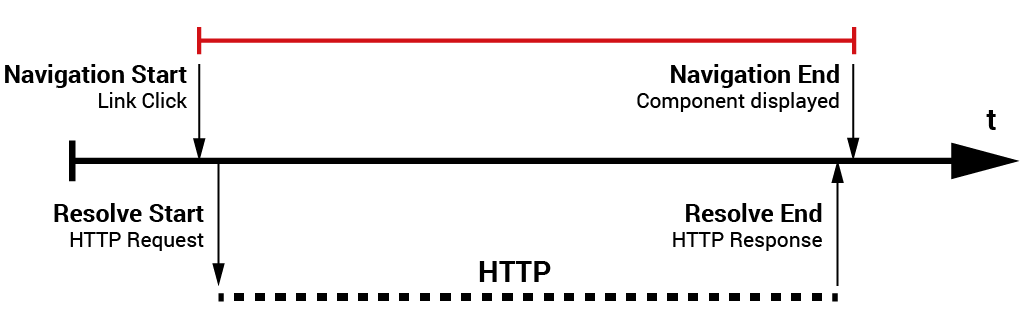 Navigation Start
Link Click
Navigation End
Component displayed
t
Resolve Start
HTTP Request
Resolve End
HTTP Response
HTTP